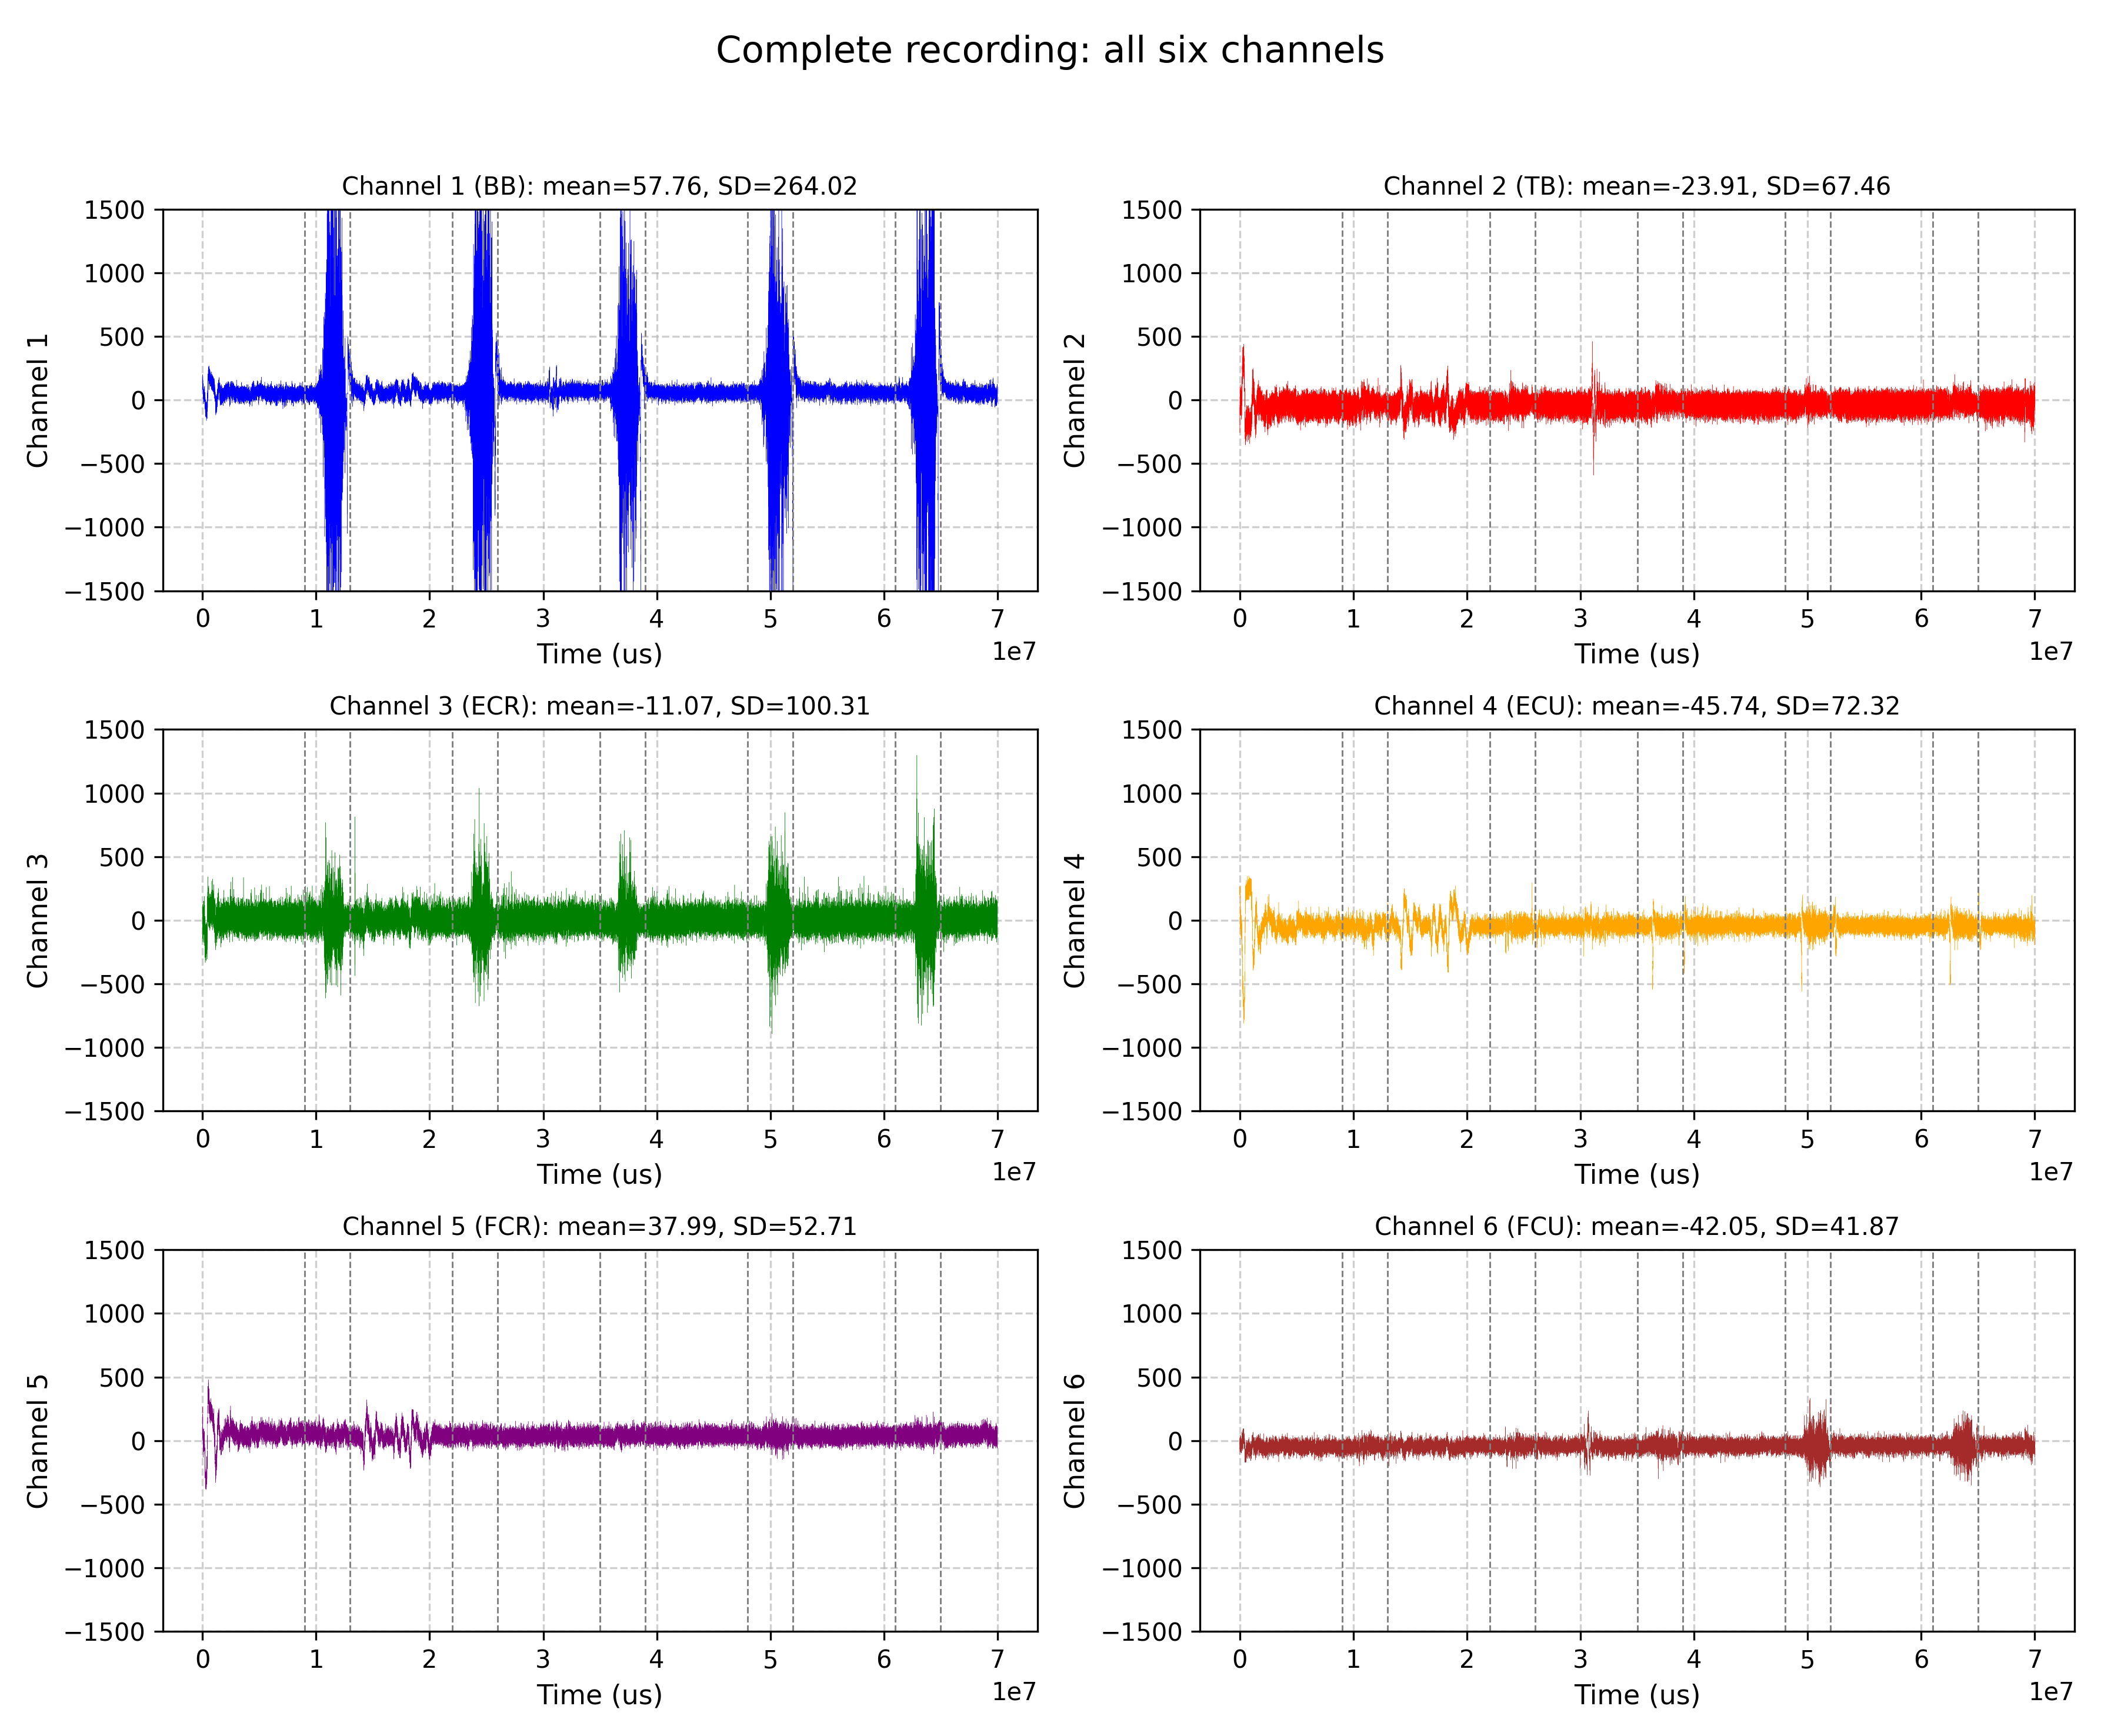 Complete recording: all six channels
Channel 1 (BB): mean=57.76, SD=264.02
1500
1000
500
0
−500
−1000
−1500
Channel 1
0 1 2 3 4 5 6 7
1e7
Time (us)
Channel 2 (TB): mean=-23.91, SD=67.46
1500
1000
500
0
−500
−1000
−1500
Channel 2
0 1 2 3 4 5 6 7
1e7
Time (us)
Channel 3 (ECR): mean=-11.07, SD=100.31
1500
1000
500
0
−500
−1000
−1500
Channel 3
0 1 2 3 4 5 6 7
1e7
Time (us)
Channel 4 (ECU): mean=-45.74, SD=72.32
1500
1000
500
0
−500
−1000
−1500
Channel 4
0 1 2 3 4 5 6 7
1e7
Time (us)
Channel 5 (FCR): mean=37.99, SD=52.71
1500
1000
500
0
−500
−1000
−1500
Channel 5
0 1 2 3 4 5 6 7
1e7
Time (us)
Channel 6 (FCU): mean=-42.05, SD=41.87
1500
1000
500
0
−500
−1000
−1500
Channel 6
0 1 2 3 4 5 6 7
1e7
Time (us)